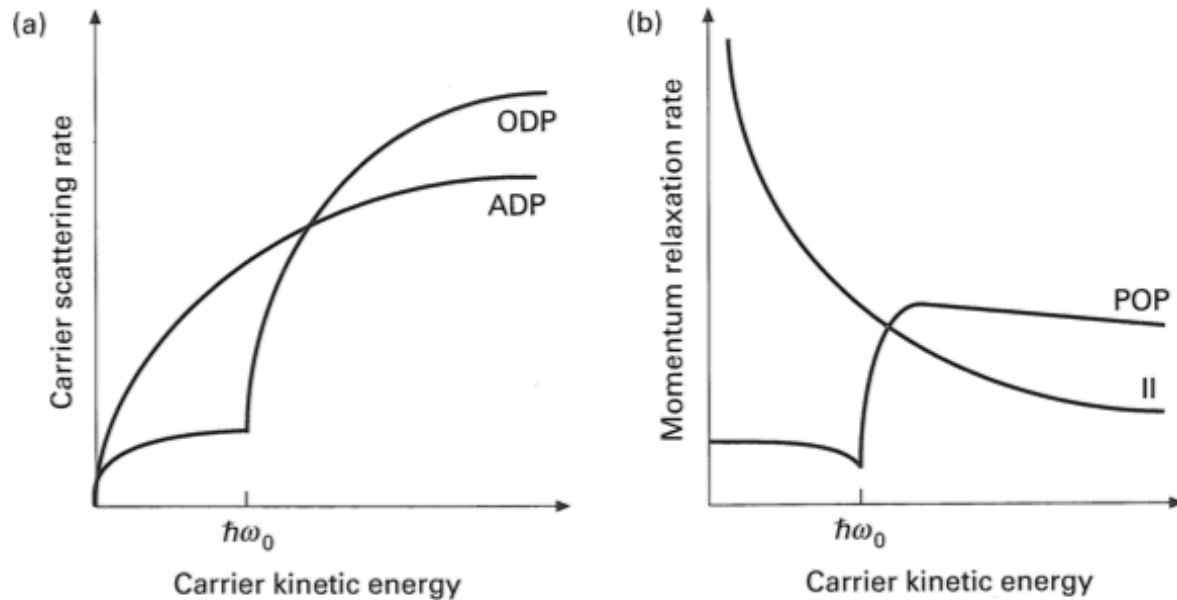 (a)
Carrier scattering rate
ODP
ADP
ħω₀
Carrier kinetic energy
(b)
Momentum relaxation rate
POP
II
ħω₀
Carrier kinetic energy